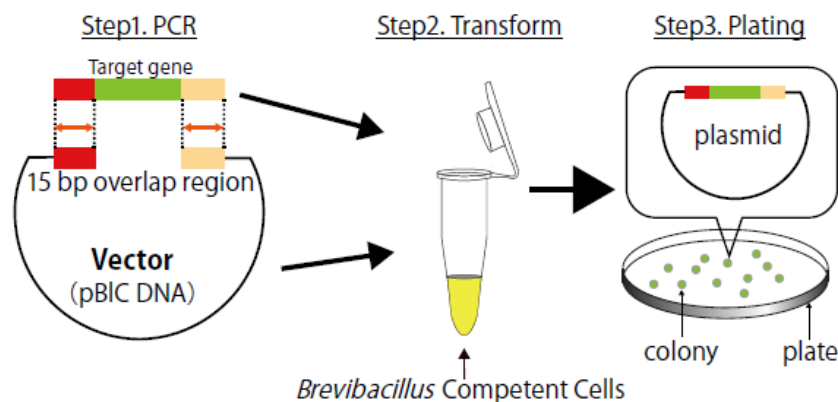 Step1. PCR
Step2. Transform
Step3. Plating
Target gene
15 bp overlap region
Vector
(pBIC DNA)
plasmid
colony
plate
Brevibacillus Competent Cells